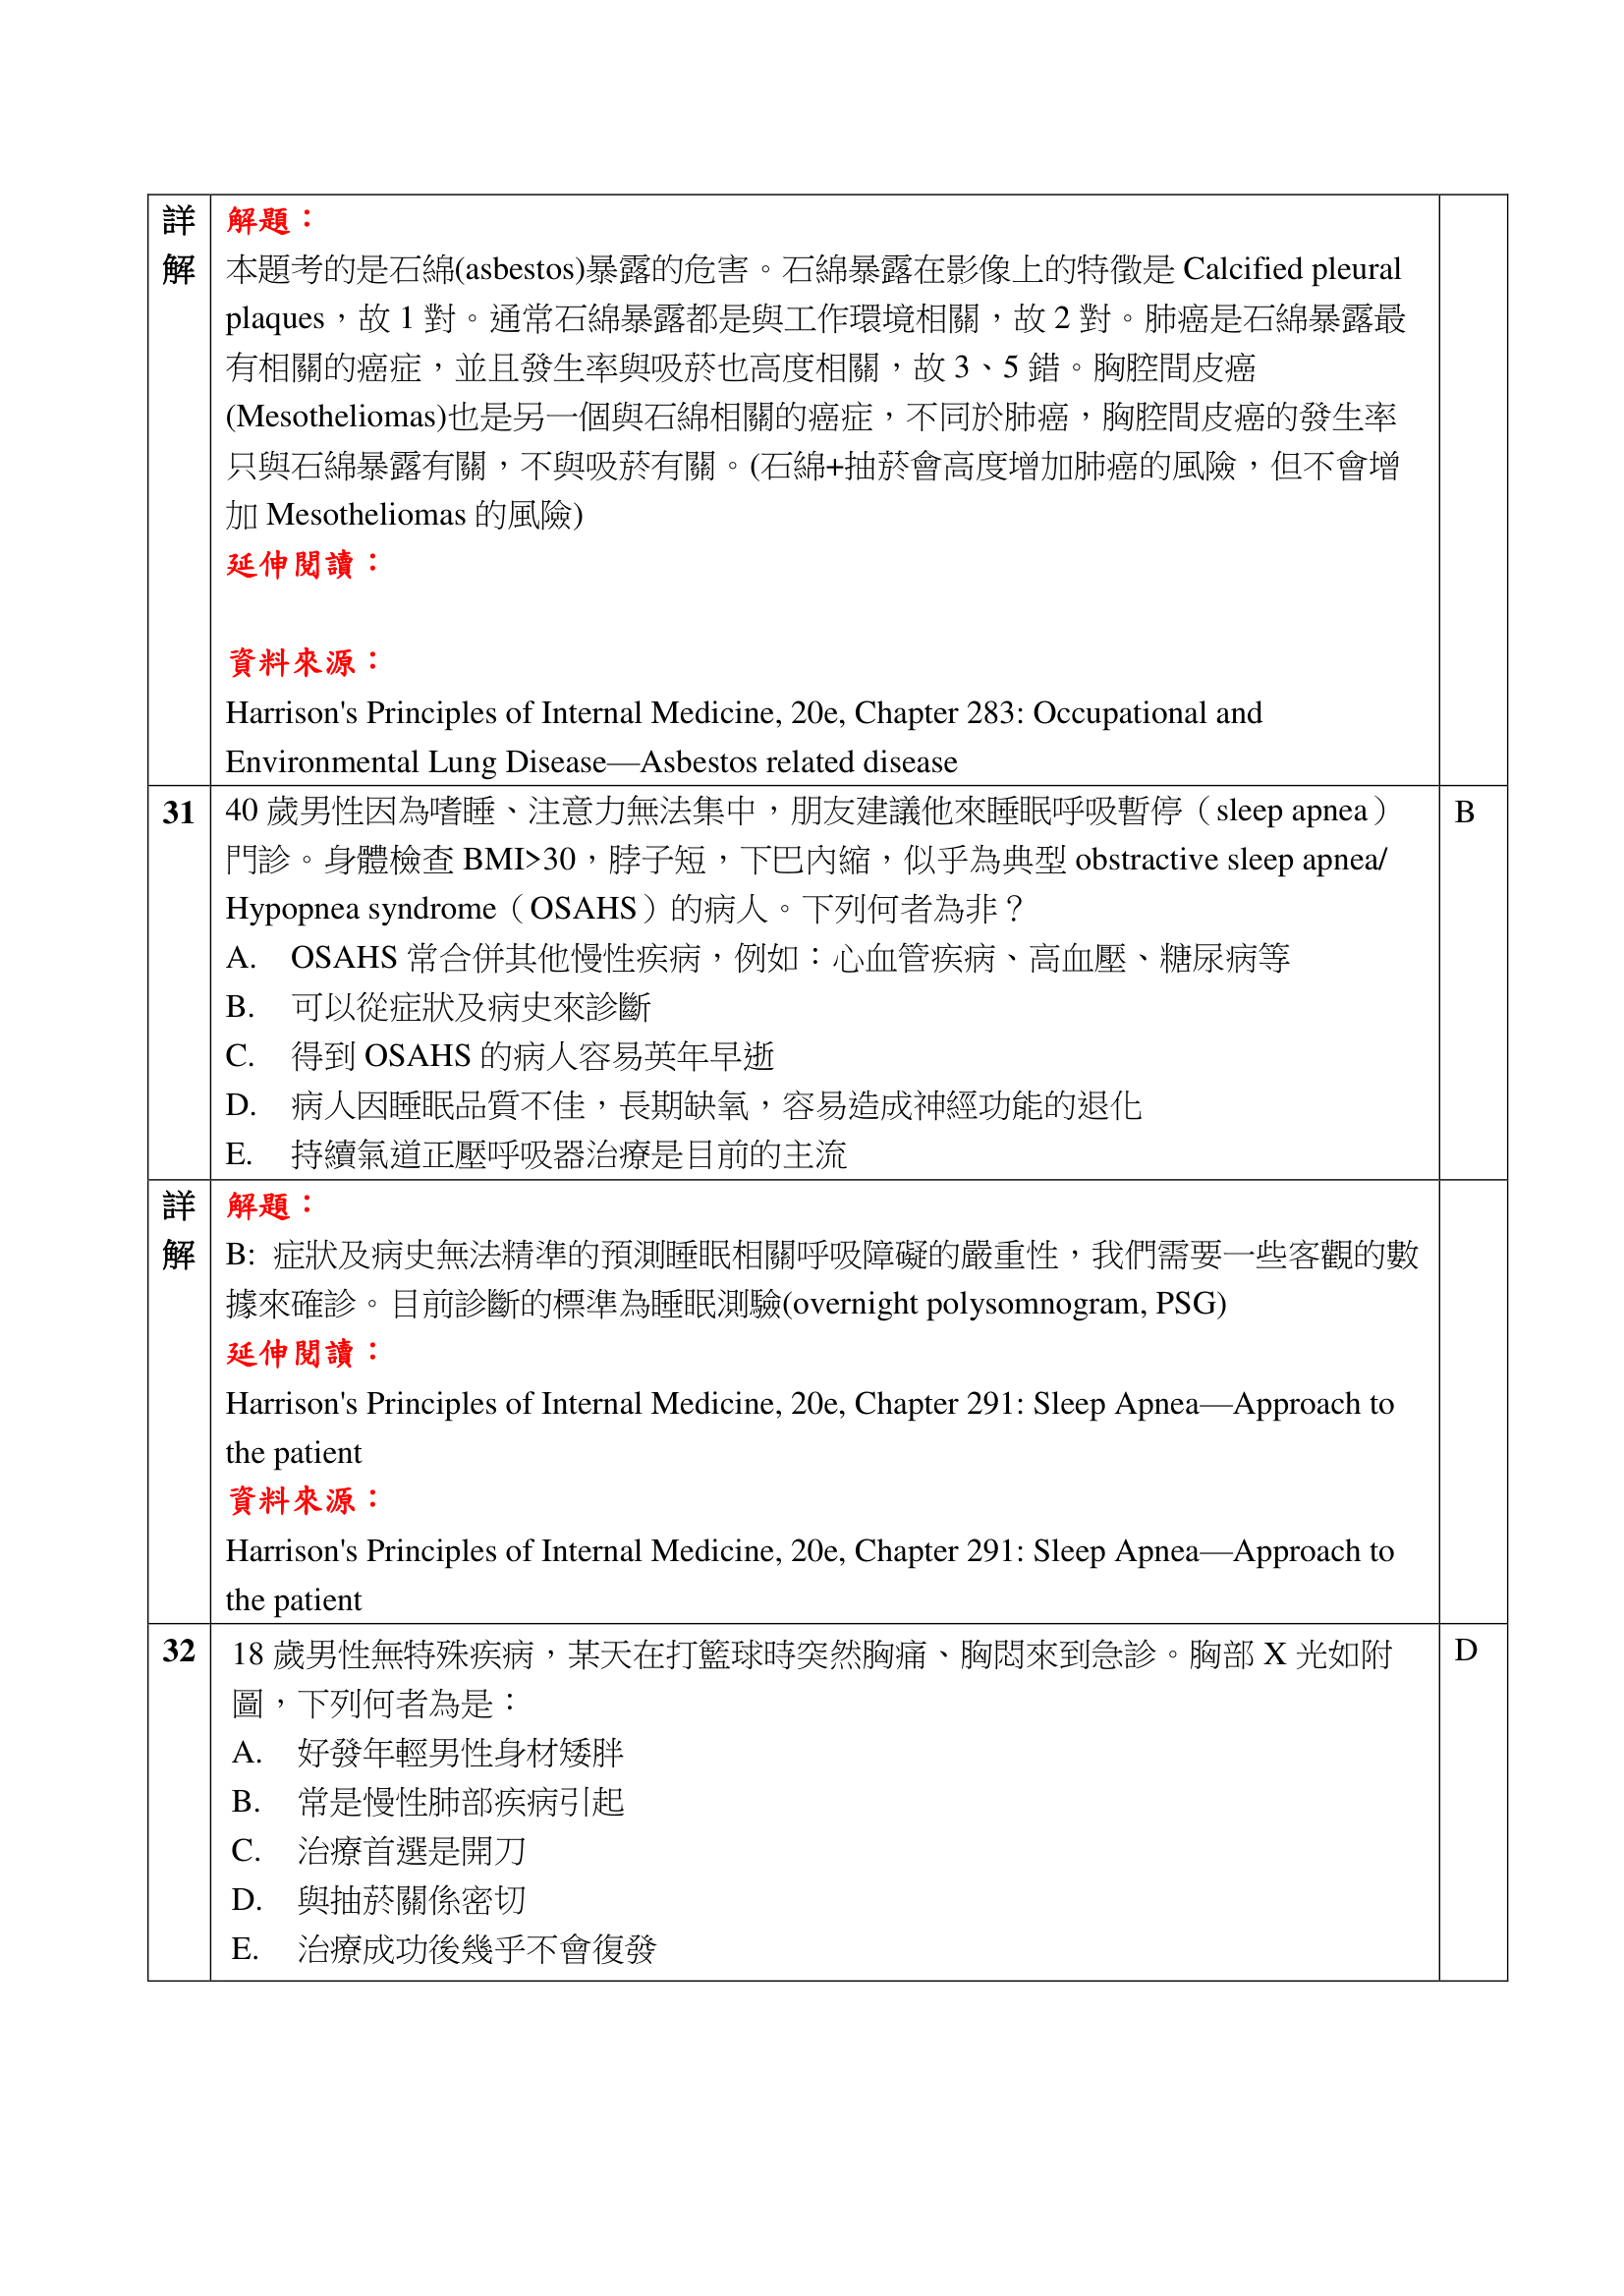 詳 解題：
解 本題考的是石綿(asbestos)暴露的危害。石綿暴露在影像上的特徵是 Calcified pleural
plaques，故 1 對。通常石綿暴露都是與工作環境相關，故 2 對。肺癌是石綿暴露最
有相關的癌症，並且發生率與吸菸也高度相關，故 3、5 錯。胸腔間皮癌
(Mesotheliomas)也是另一個與石綿相關的癌症，不同於肺癌，胸腔間皮癌的發生率
只與石綿暴露有關，不與吸菸有關。(石綿+抽菸會高度增加肺癌的風險，但不會增
加 Mesotheliomas 的風險)
延伸閱讀：
資料來源：
Harrison's Principles of Internal Medicine, 20e, Chapter 283: Occupational and
Environmental Lung Disease—Asbestos related disease
31 40 歲男性因為嗜睡、注意力無法集中，朋友建議他來睡眠呼吸暫停（sleep apnea） B
門診。身體檢查 BMI>30，脖子短，下巴內縮，似乎為典型 obstractive sleep apnea/
Hypopnea syndrome（OSAHS）的病人。下列何者為非？
A. OSAHS 常合併其他慢性疾病，例如：心血管疾病、高血壓、糖尿病等
B. 可以從症狀及病史來診斷
C. 得到 OSAHS 的病人容易英年早逝
D. 病人因睡眠品質不佳，長期缺氧，容易造成神經功能的退化
E. 持續氣道正壓呼吸器治療是目前的主流
詳 解題：
解 B: 症狀及病史無法精準的預測睡眠相關呼吸障礙的嚴重性，我們需要一些客觀的數
據來確診。目前診斷的標準為睡眠測驗(overnight polysomnogram, PSG)
延伸閱讀：
Harrison's Principles of Internal Medicine, 20e, Chapter 291: Sleep Apnea—Approach to
the patient
資料來源：
Harrison's Principles of Internal Medicine, 20e, Chapter 291: Sleep Apnea—Approach to
the patient
32 18 歲男性無特殊疾病，某天在打籃球時突然胸痛、胸悶來到急診。胸部 X 光如附 D
圖，下列何者為是：
A. 好發年輕男性身材矮胖
B. 常是慢性肺部疾病引起
C. 治療首選是開刀
D. 與抽菸關係密切
E. 治療成功後幾乎不會復發